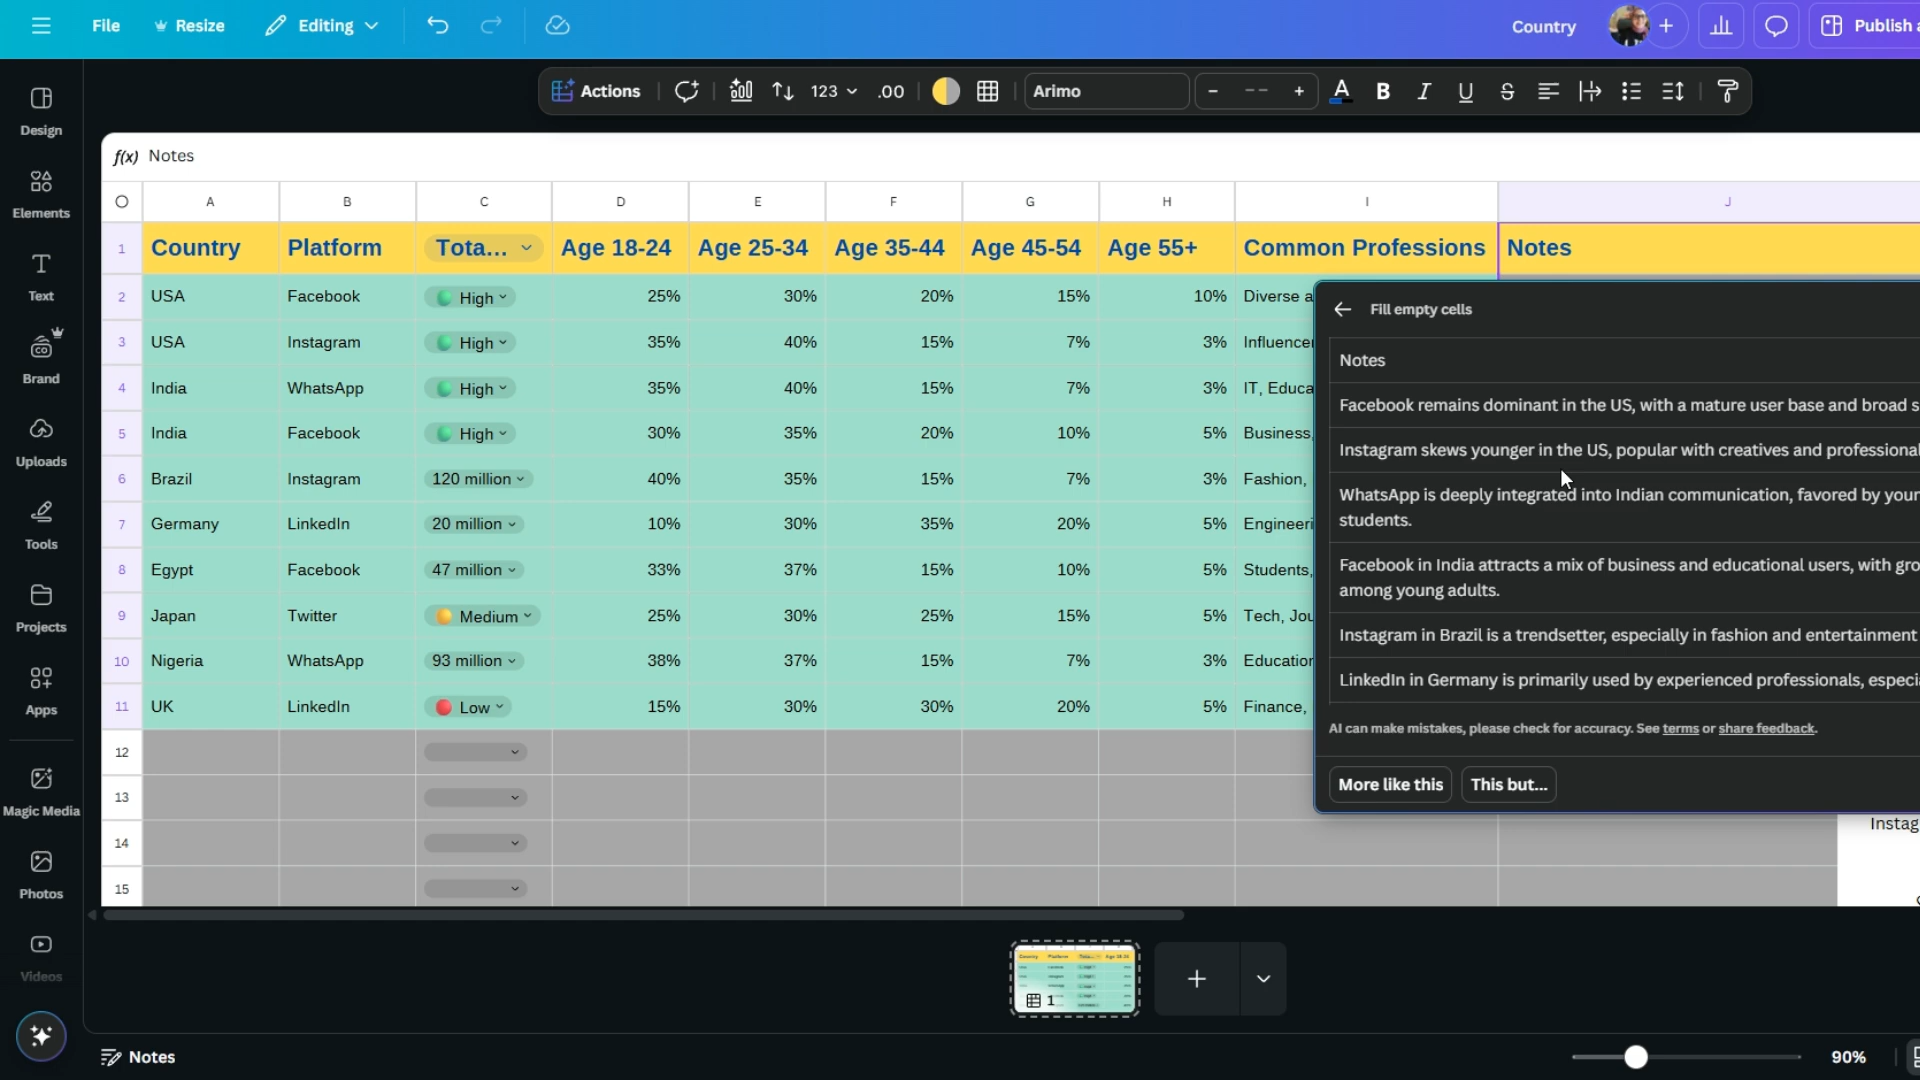 File Resize Editing Country Publish a
Actions 123 .00 Arimo - -- + A B I U S
Design
Elements
Text
Brand
Uploads
Tools
Projects
Apps
Magic Media
Photos
Videos
f(x) Notes
A B C D E F G H I J
1 Country Platform Tota... Age 18-24 Age 25-34 Age 35-44 Age 45-54 Age 55+ Common Professions Notes
2 USA Facebook High 25% 30% 20% 15% 10% Diverse a
3 USA Instagram High 35% 40% 15% 7% 3% Influencer
4 India WhatsApp High 35% 40% 15% 7% 3% IT, Educa
5 India Facebook High 30% 35% 20% 10% 5% Business,
6 Brazil Instagram 120 million 40% 35% 15% 7% 3% Fashion,
7 Germany LinkedIn 20 million 10% 30% 35% 20% 5% Engineeri
8 Egypt Facebook 47 million 33% 37% 15% 10% 5% Students,
9 Japan Twitter Medium 25% 30% 25% 15% 5% Tech, Jou
10 Nigeria WhatsApp 93 million 38% 37% 15% 7% 3% Education
11 UK LinkedIn Low 15% 30% 30% 20% 5% Finance,
12
13
14
15
Fill empty cells
Notes
Facebook remains dominant in the US, with a mature user base and broad s
Instagram skews younger in the US, popular with creatives and professional
WhatsApp is deeply integrated into Indian communication, favored by your
students.
Facebook in India attracts a mix of business and educational users, with gro
among young adults.
Instagram in Brazil is a trendsetter, especially in fashion and entertainment
LinkedIn in Germany is primarily used by experienced professionals, especia
AI can make mistakes, please check for accuracy. See terms or share feedback.
More like this This but...
Instag
1
Notes 90%